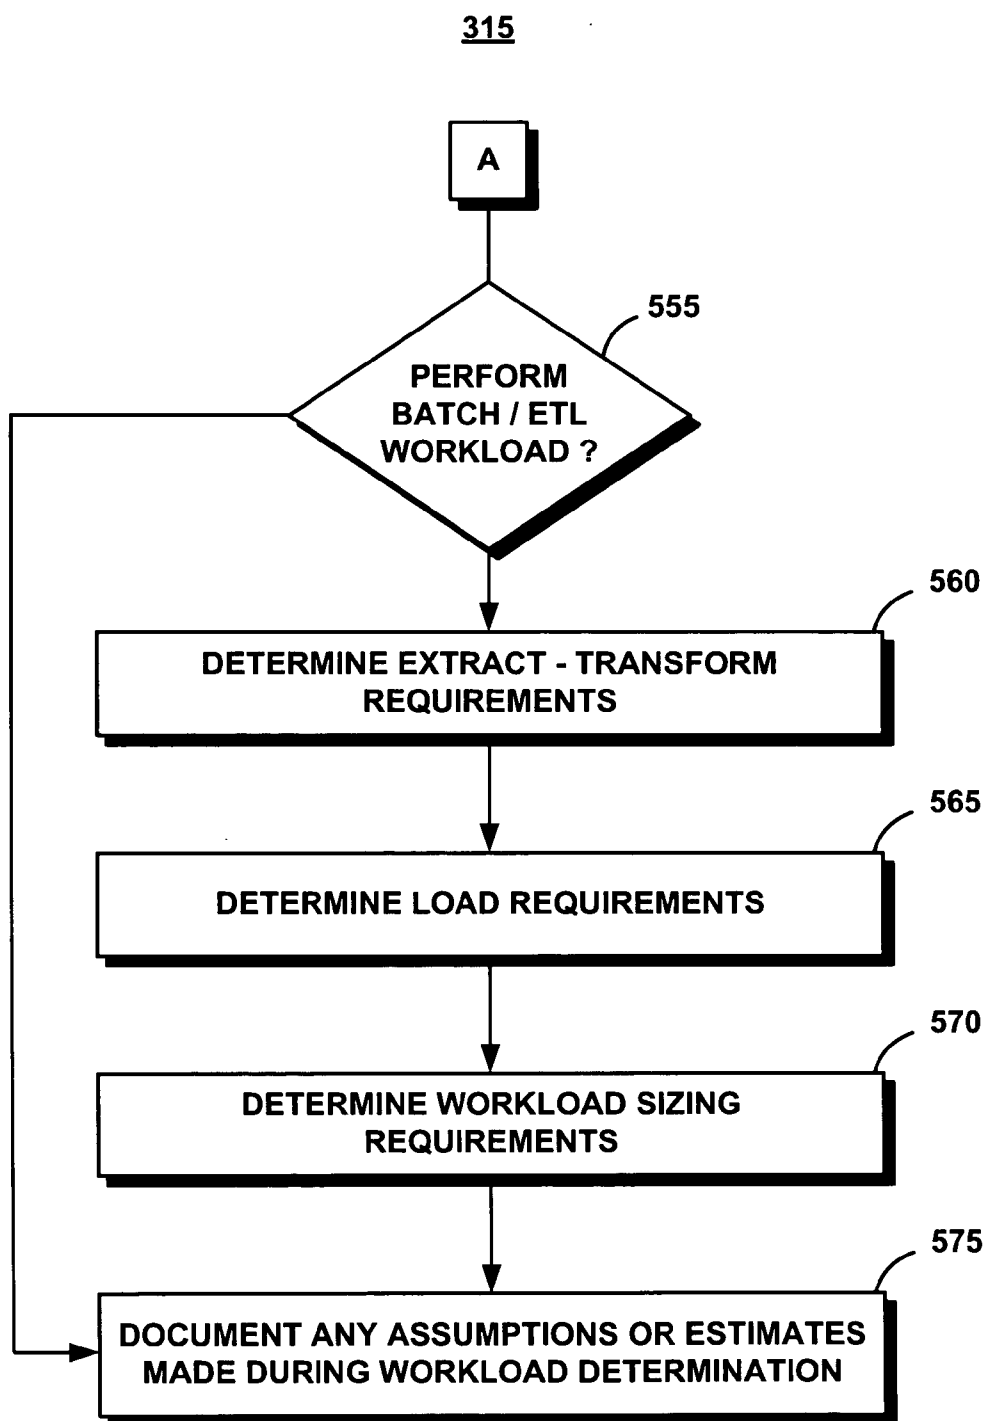 315
A
555
PERFORM
BATCH / ETL
WORKLOAD ?
560
DETERMINE EXTRACT - TRANSFORM
REQUIREMENTS
565
DETERMINE LOAD REQUIREMENTS
570
DETERMINE WORKLOAD SIZING
REQUIREMENTS
575
DOCUMENT ANY ASSUMPTIONS OR ESTIMATES
MADE DURING WORKLOAD DETERMINATION